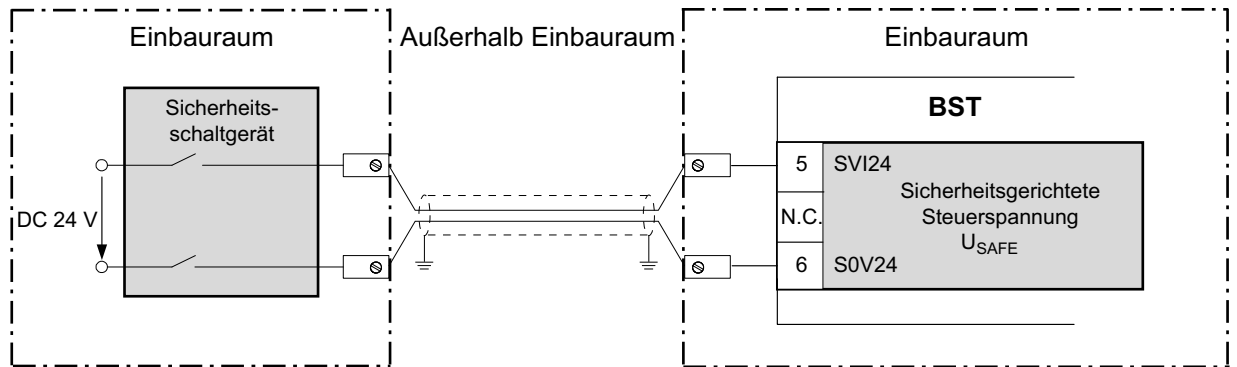 Einbauraum
Außerhalb Einbauraum
Einbauraum
Sicherheits-
schaltgerät
DC 24 V
BST
5 SVI24
N.C.
6 S0V24
Sicherheitsgerichtete
Steuerspannung
USAFE